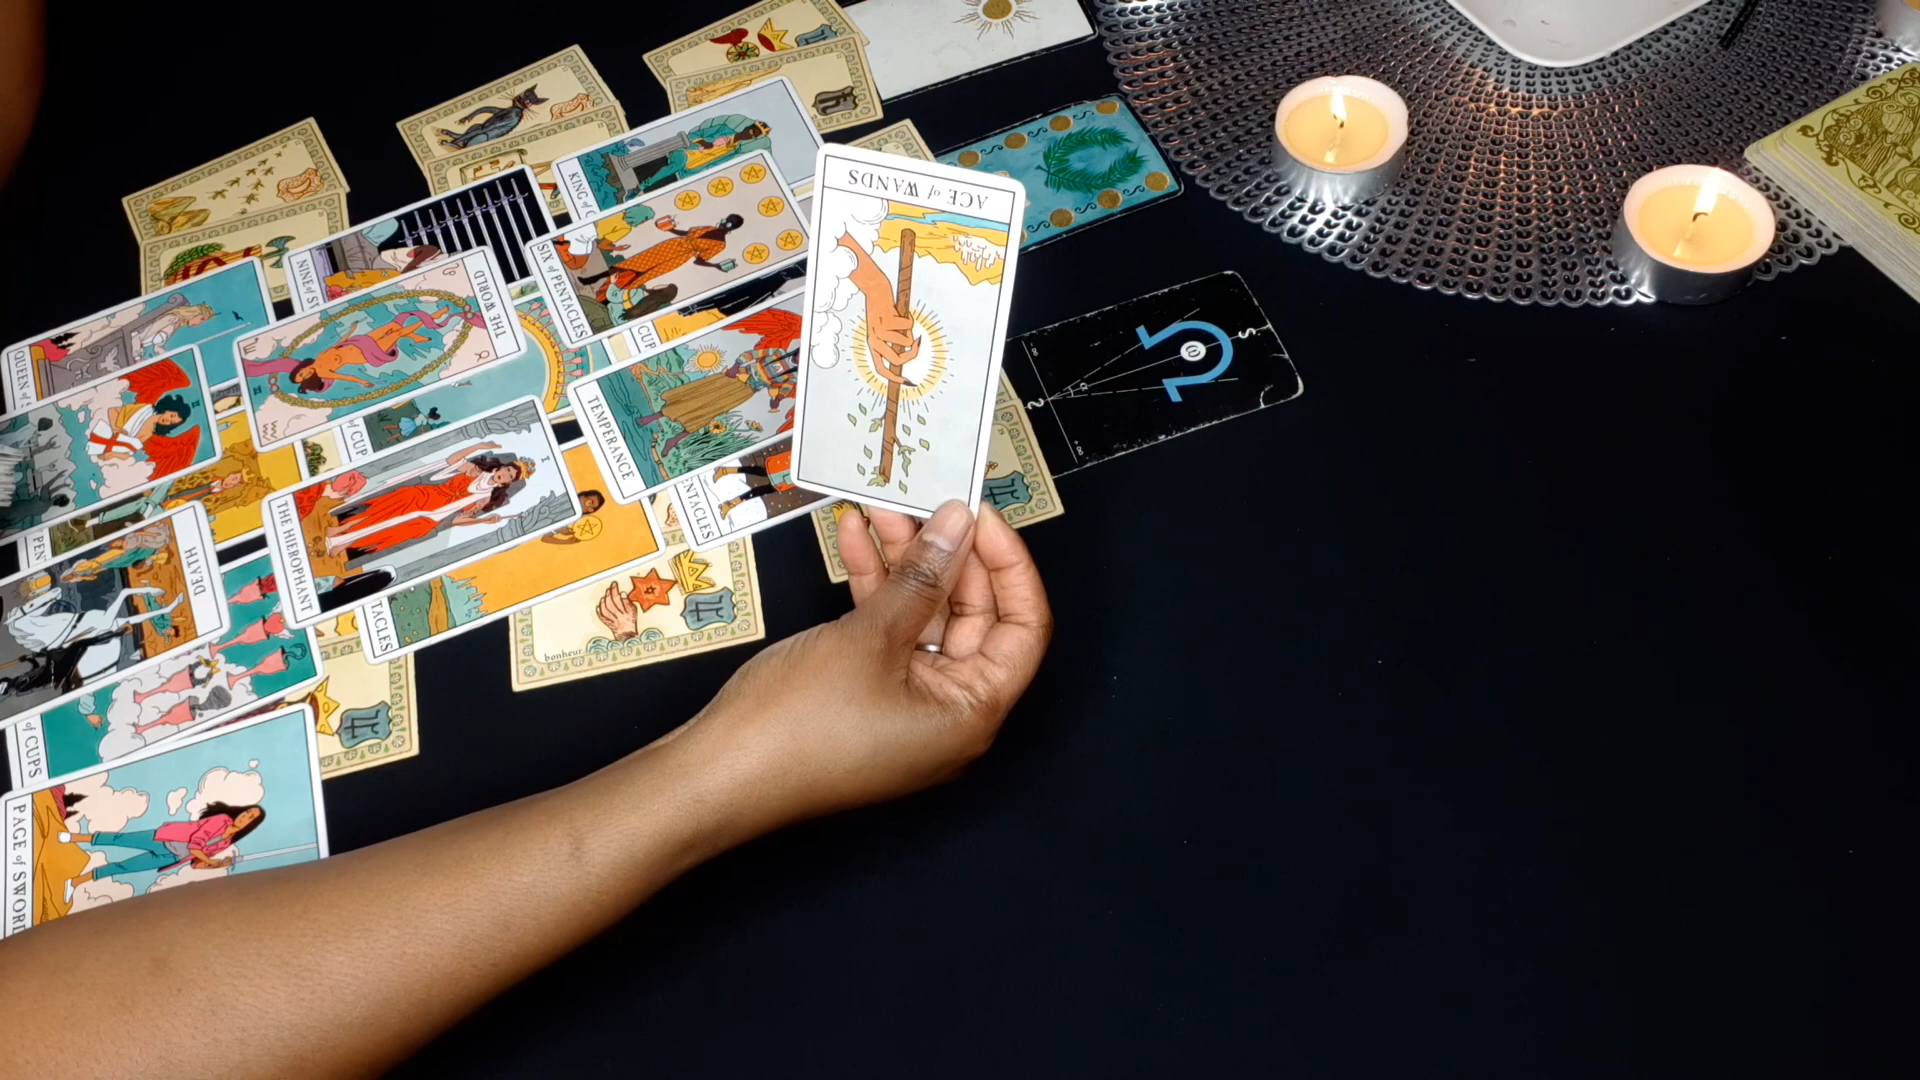 ACE of WANDS
KING of
NINE of S
SIX of PENTACLES
THE WORLD
QUEEN of
CUP
of CUP
TEMPERANCE
PENTACLES
THE HIEROPHANT
I
PEN
DEATH
TACLES
bonheur
of CUPS
PAGE of SWORD